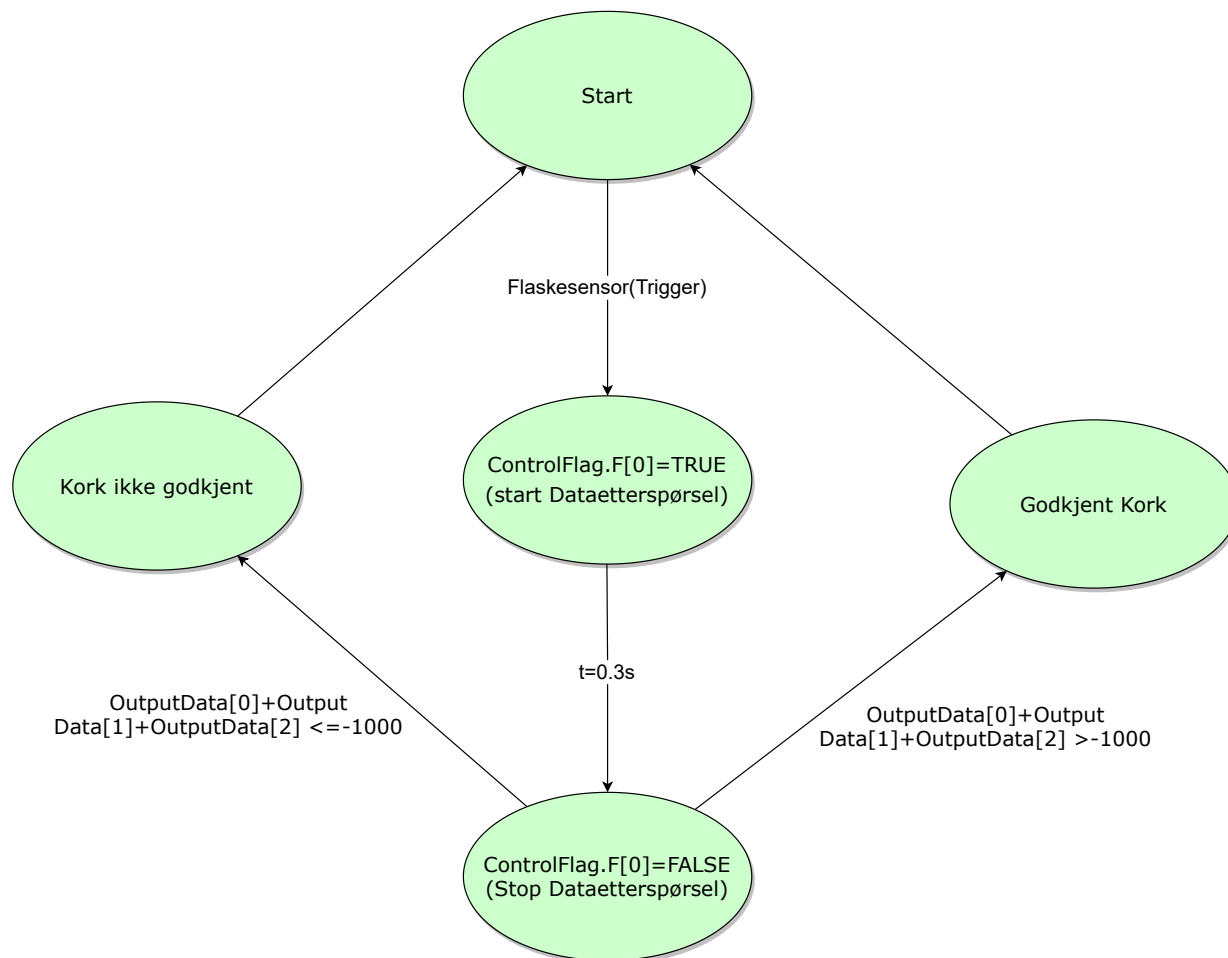 Start
Flaskesensor(Trigger)
Kork ikke godkjent
ControlFlag.F[0]=TRUE
(start Dataetterspørsel)
Godkjent Kork
t=0.3s
OutputData[0]+Output
Data[1]+OutputData[2] <=-1000
OutputData[0]+Output
Data[1]+OutputData[2] >-1000
ControlFlag.F[0]=FALSE
(Stop Dataetterspørsel)